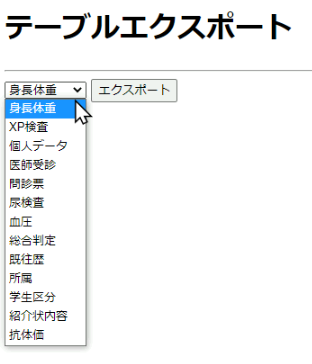 テーブルエクスポート
身長体重 エクスポート
身長体重
XP検査
個人データ
医師受診
問診票
尿検査
血圧
総合判定
既往歴
所属
学生区分
紹介状内容
抗体価